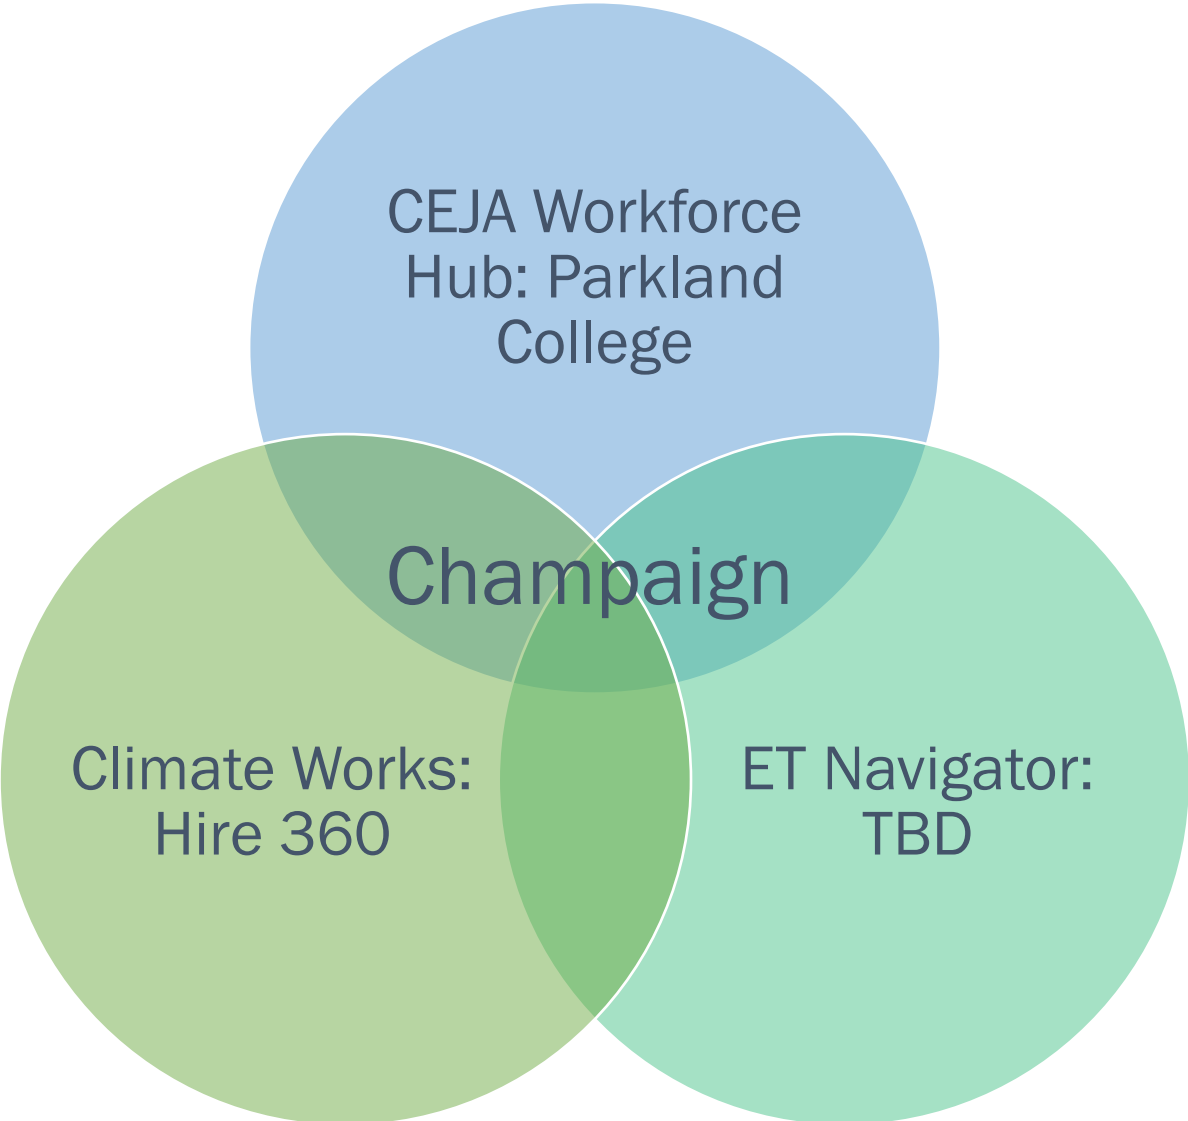 CEJA Workforce
Hub: Parkland
College
Champaign
Climate Works:
Hire 360
ET Navigator:
TBD